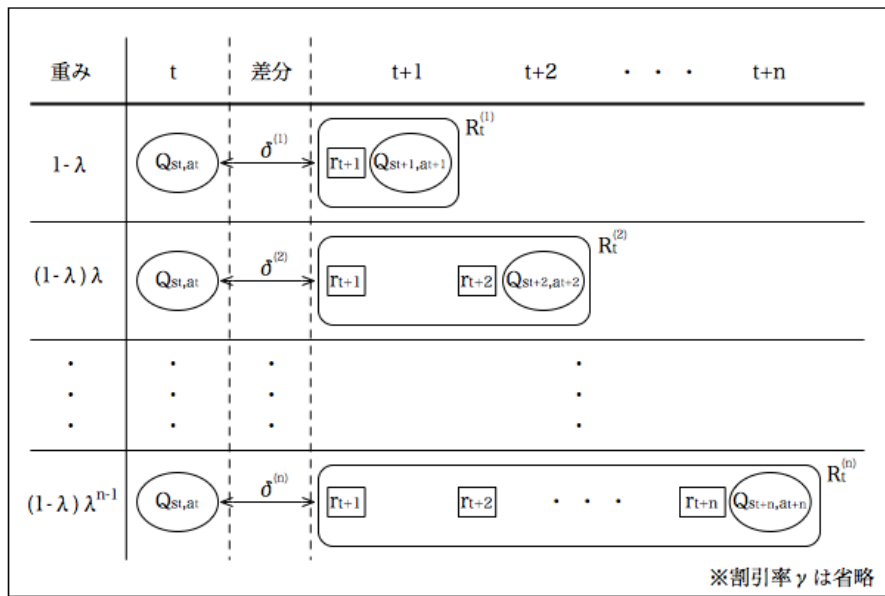 重み t 差分 t+1 t+2 ・ ・ ・ t+n
1-λ Qst,at δ(1) rt+1 Qst+1,at+1 Rt(1)
(1-λ)λ Qst,at δ(2) rt+1 rt+2 Qst+2,at+2 Rt(2)
・ ・ ・ ・
・ ・ ・ ・
・ ・ ・ ・
(1-λ)λn-1 Qst,at δ(n) rt+1 rt+2 ・ ・ ・ rt+n Qst+n,at+n Rt(n)
※割引率γは省略